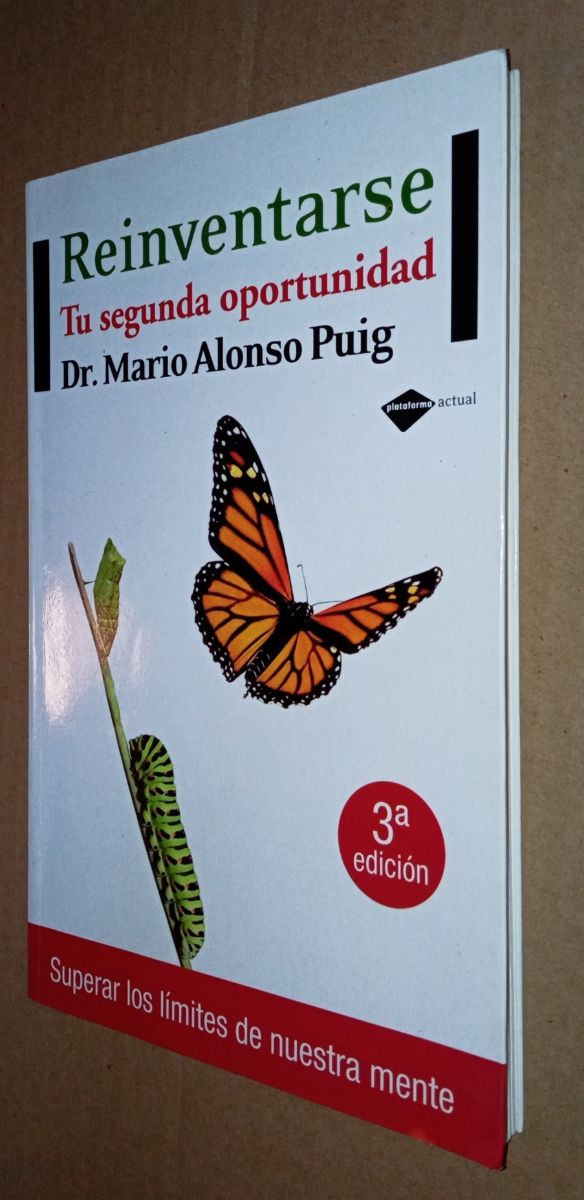 Reinventarse
Tu segunda oportunidad
Dr. Mario Alonso Puig
plataforma actual
3ª
edición
Superar los límites de nuestra mente